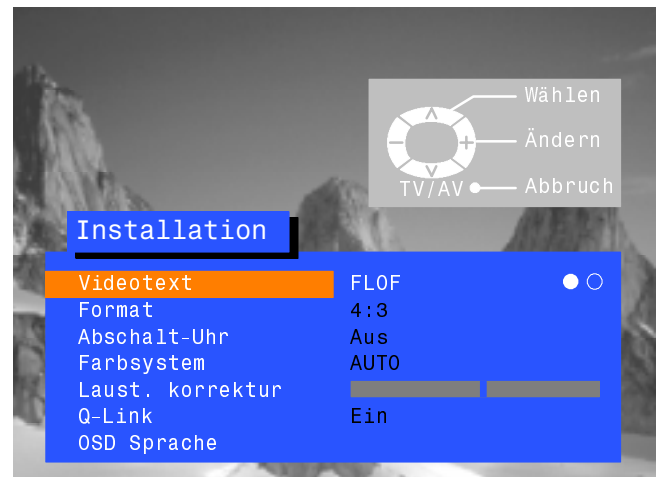 Wählen
Ändern
TV/AV Abbruch
Installation
Videotext FLOF
Format 4:3
Abschalt-Uhr Aus
Farbsystem AUTO
Laust. korrektur
Q-Link Ein
OSD Sprache